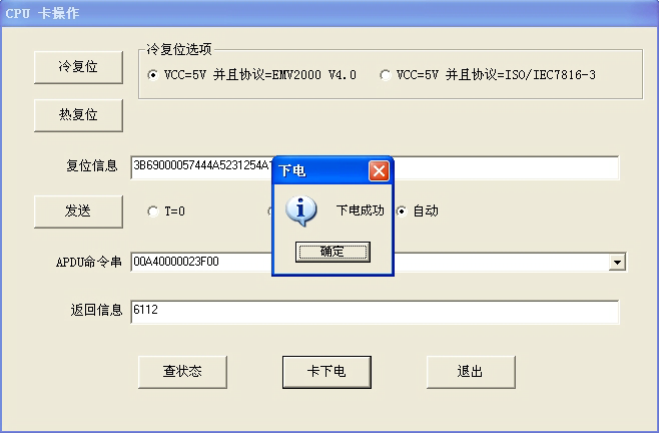 CPU 卡操作
冷复位选项
冷复位
VCC=5V 并且协议=EMV2000 V4.0
VCC=5V 并且协议=ISO/IEC7816-3
热复位
复位信息
3B69000057444A5231254A
下电
下电成功
确定
发送
T=0
自动
APDU命令串
00A40000023F00
返回信息
6112
查状态
卡下电
退出